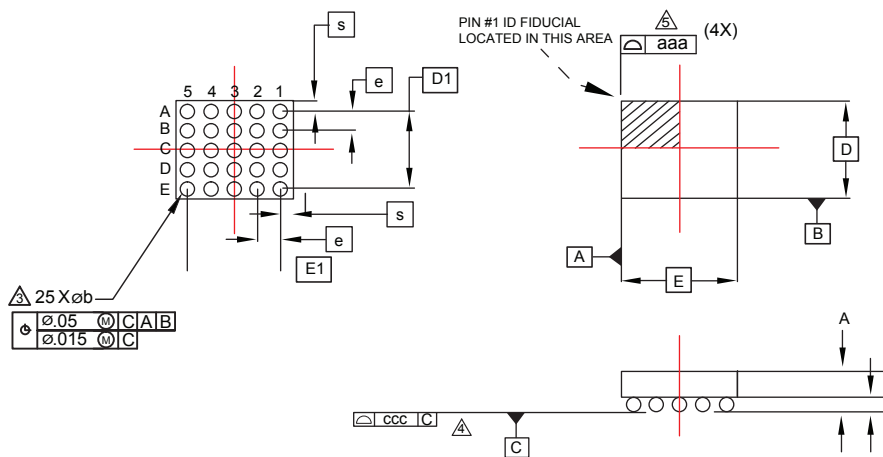 s
e
D1
5 4 3 2 1
A
B
C
D
E
s
e
E1
3 25 X øb
Ø.05 M C A B
Ø.015 M C
PIN #1 ID FIDUCIAL
LOCATED IN THIS AREA
5
aaa (4X)
D
B
A
E
A
ccc C
4
C